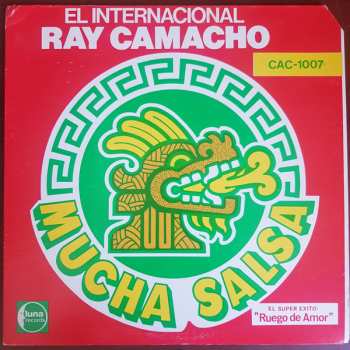 EL INTERNACIONAL
RAY CAMACHO
CAC-1007
MUCHA SALSA
luna
records
EL SUPER EXITO
"Ruego de Amor"